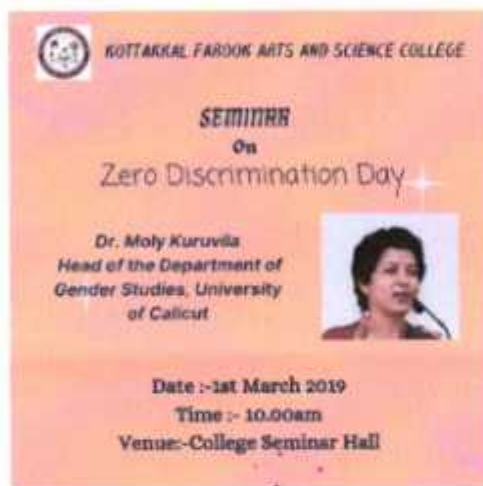 KOTTAKKAL FAROOK ARTS AND SCIENCE COLLEGE
SEMINAR
On
Zero Discrimination Day
Dr. Moly Kuruvila
Head of the Department of
Gender Studies, University
of Calicut
Date :-1st March 2019
Time :- 10.00am
Venue:-College Seminar Hall